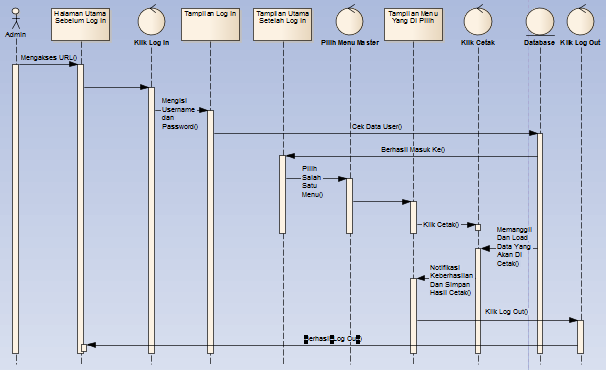 Halaman Utama
Sebelum Log In
Tampilan Log In
Tampilan Utama
Setelah Log In
Tampilan Menu
Yang Di Pilih
Admin
Klik Log In
Pilih Menu Master
Klik Cetak
Database
Klik Log Out
Mengakses URL()
Mengisi
Username
dan
Password()
Cek Data User()
Berhasil Masuk Ke()
Pilih
Salah
Satu
Menu()
Klik Cetak()
Memanggil
Dan Load
Data Yang
Akan Di
Cetak()
Notifikasi
Keberhasilan
Dan Simpan
Hasil Cetak()
Klik Log Out()
Berhasil Log Out()